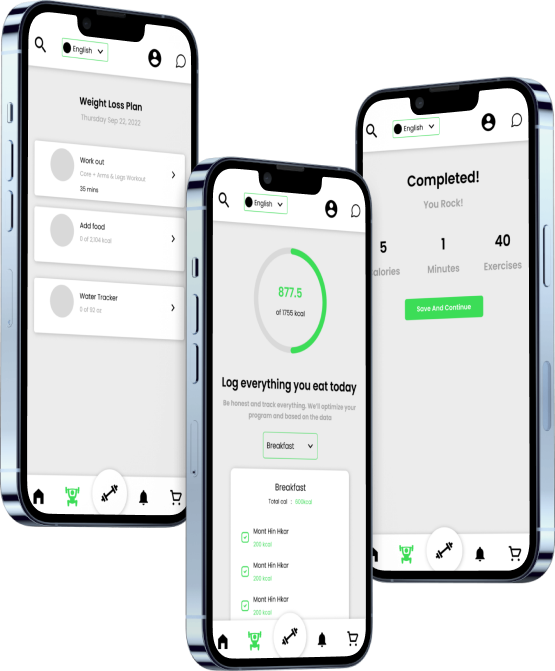 English
Weight Loss Plan
Thursday Sep 22, 2022
Work out
Core + Arms & Legs Workout
35 mins
Add food
0 of 2,104 kcal
Water Tracker
0 of 92 oz
English
877.5
of 1755 kcal
Log everything you eat today
Be honest and track everything. We'll optimize your
program and based on the data
Breakfast
Breakfast
Total cal : 600kcal
Mont Hin Hkar
200 kcal
Mont Hin Hkar
200 kcal
Mont Hin Hkar
200 kcal
English
Completed!
You Rock!
5 1 40
alories Minutes Exercises
Save And Continue